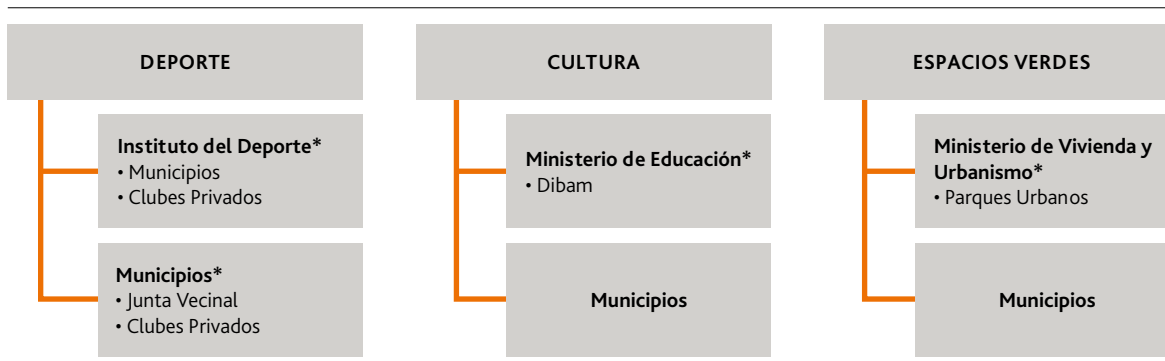 DEPORTE
Instituto del Deporte*
• Municipios
• Clubes Privados
Municipios*
• Junta Vecinal
• Clubes Privados
CULTURA
Ministerio de Educación*
• Dibam
Municipios
ESPACIOS VERDES
Ministerio de Vivienda y
Urbanismo*
• Parques Urbanos
Municipios